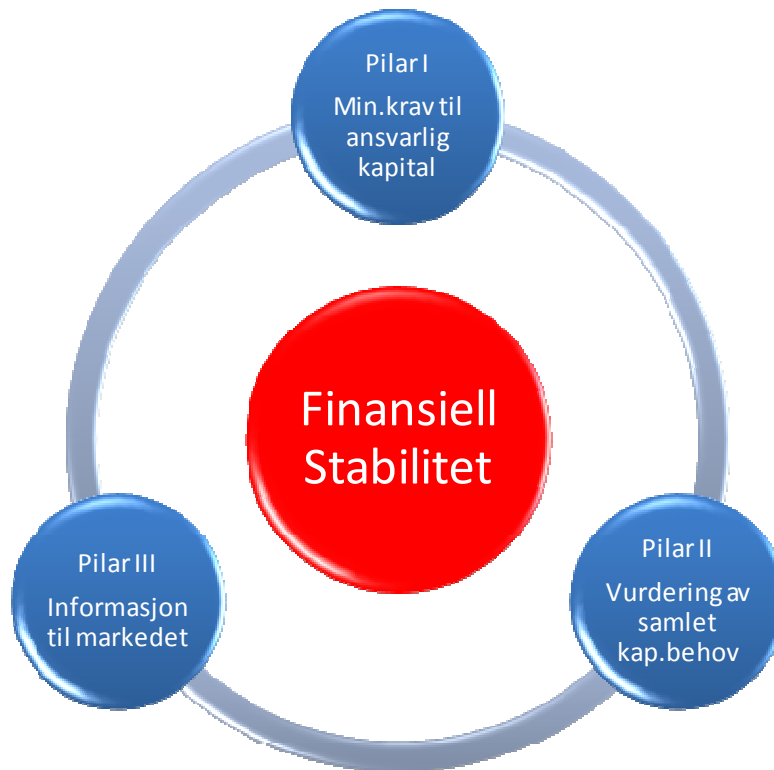 Pilar I
Min.krav til
ansvarlig
kapital
Finansiell
Stabilitet
Pilar III
Informasjon
til markedet
Pilar II
Vurdering av
samlet
kap.behov